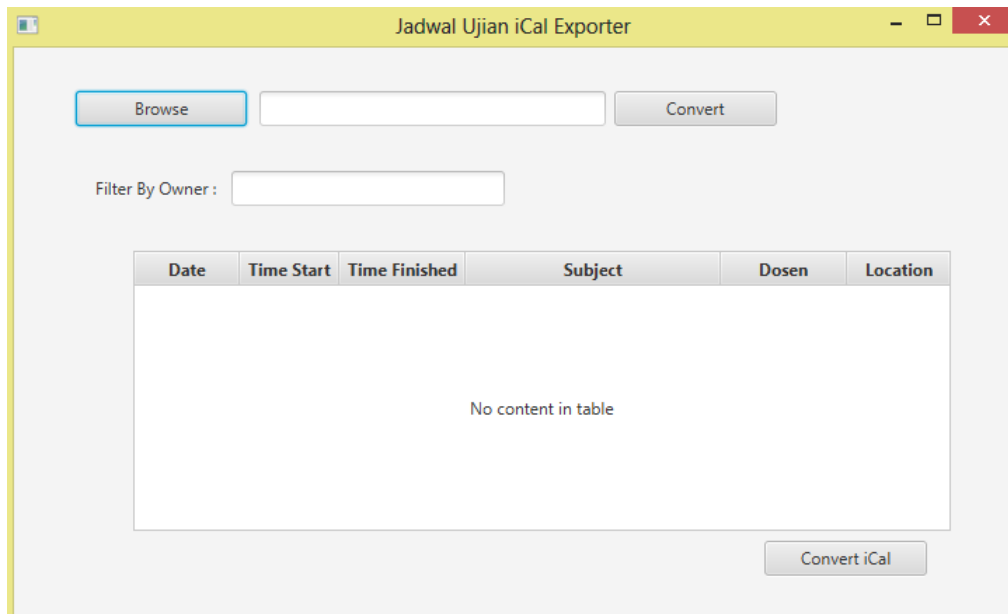 Jadwal Ujian iCal Exporter
Browse Convert
Filter By Owner :
Date Time Start Time Finished Subject Dosen Location
No content in table
Convert iCal